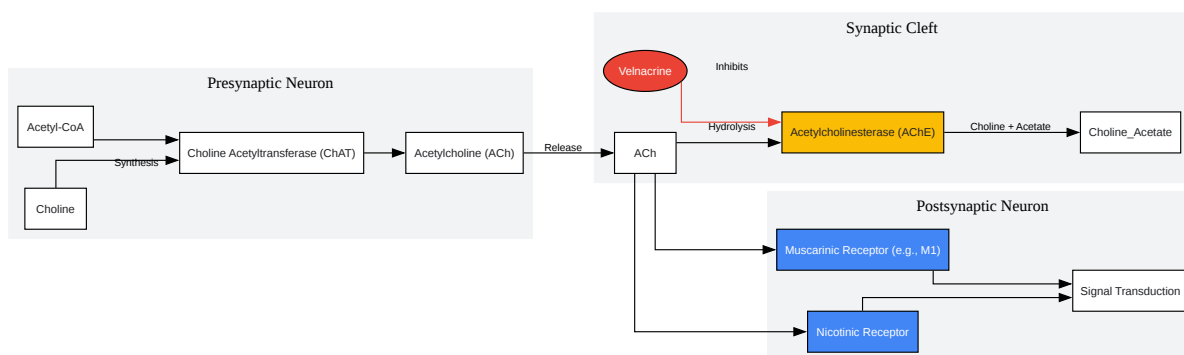 Synaptic Cleft
Velnacrine
Inhibits
Presynaptic Neuron
Acetyl-CoA
Choline Acetyltransferase (ChAT)
Acetylcholine (ACh)
Release
ACh
Hydrolysis
Acetylcholinesterase (AChE)
Choline + Acetate
Choline_Acetate
Synthesis
Choline
Postsynaptic Neuron
Muscarinic Receptor (e.g., M1)
Signal Transduction
Nicotinic Receptor